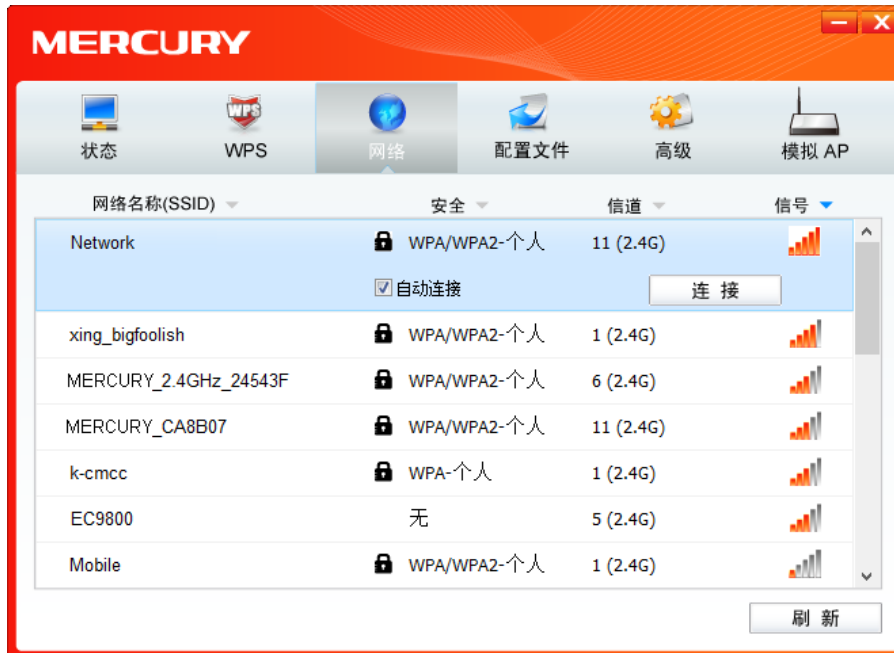 MERCURY
状态 WPS 网络 配置文件 高级 模拟 AP
网络名称(SSID) 安全 信道 信号
Network WPA/WPA2-个人 11 (2.4G)
自动连接 连 接
xing_bigfoolish WPA/WPA2-个人 1 (2.4G)
MERCURY_2.4GHz_24543F WPA/WPA2-个人 6 (2.4G)
MERCURY_CA8B07 WPA/WPA2-个人 11 (2.4G)
k-cmcc WPA-个人 1 (2.4G)
EC9800 无 5 (2.4G)
Mobile WPA/WPA2-个人 1 (2.4G)
刷 新